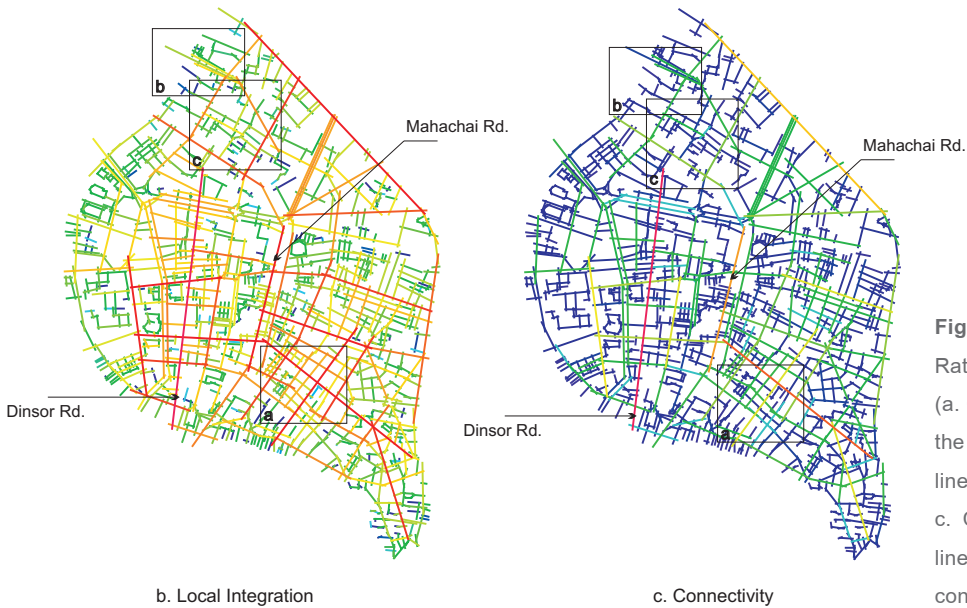 b
c
Mahachai Rd.
Dinsor Rd.
a
b. Local Integration
b
c
Mahachai Rd.
Dinsor Rd.
a
c. Connectivity
Fig
Rat
(a.
the
line
c. C
line
con